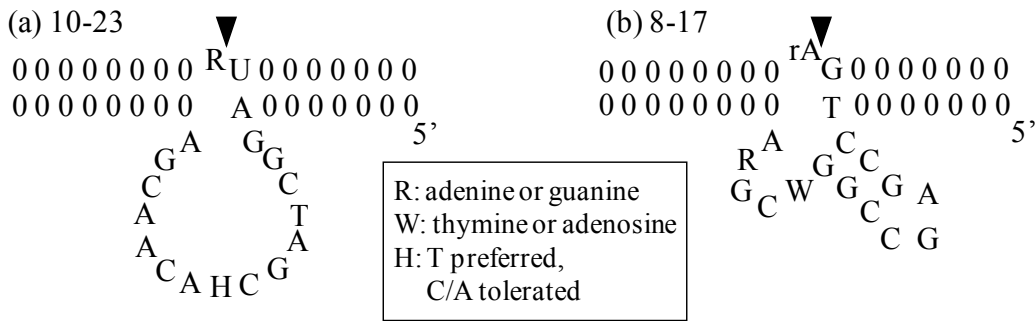 (a) 10-23
0 0 0 0 0 0 0 0 R U 0 0 0 0 0 0 0
0 0 0 0 0 0 0 0 A 0 0 0 0 0 0 0
5’
G G C T A G C H A C A A C G A
(b) 8-17
0 0 0 0 0 0 0 0 rA G 0 0 0 0 0 0 0
0 0 0 0 0 0 0 0 T 0 0 0 0 0 0 0
5’
C C G A G C C G G W C G R A
R: adenine or guanine
W: thymine or adenosine
H: T preferred,
C/A tolerated